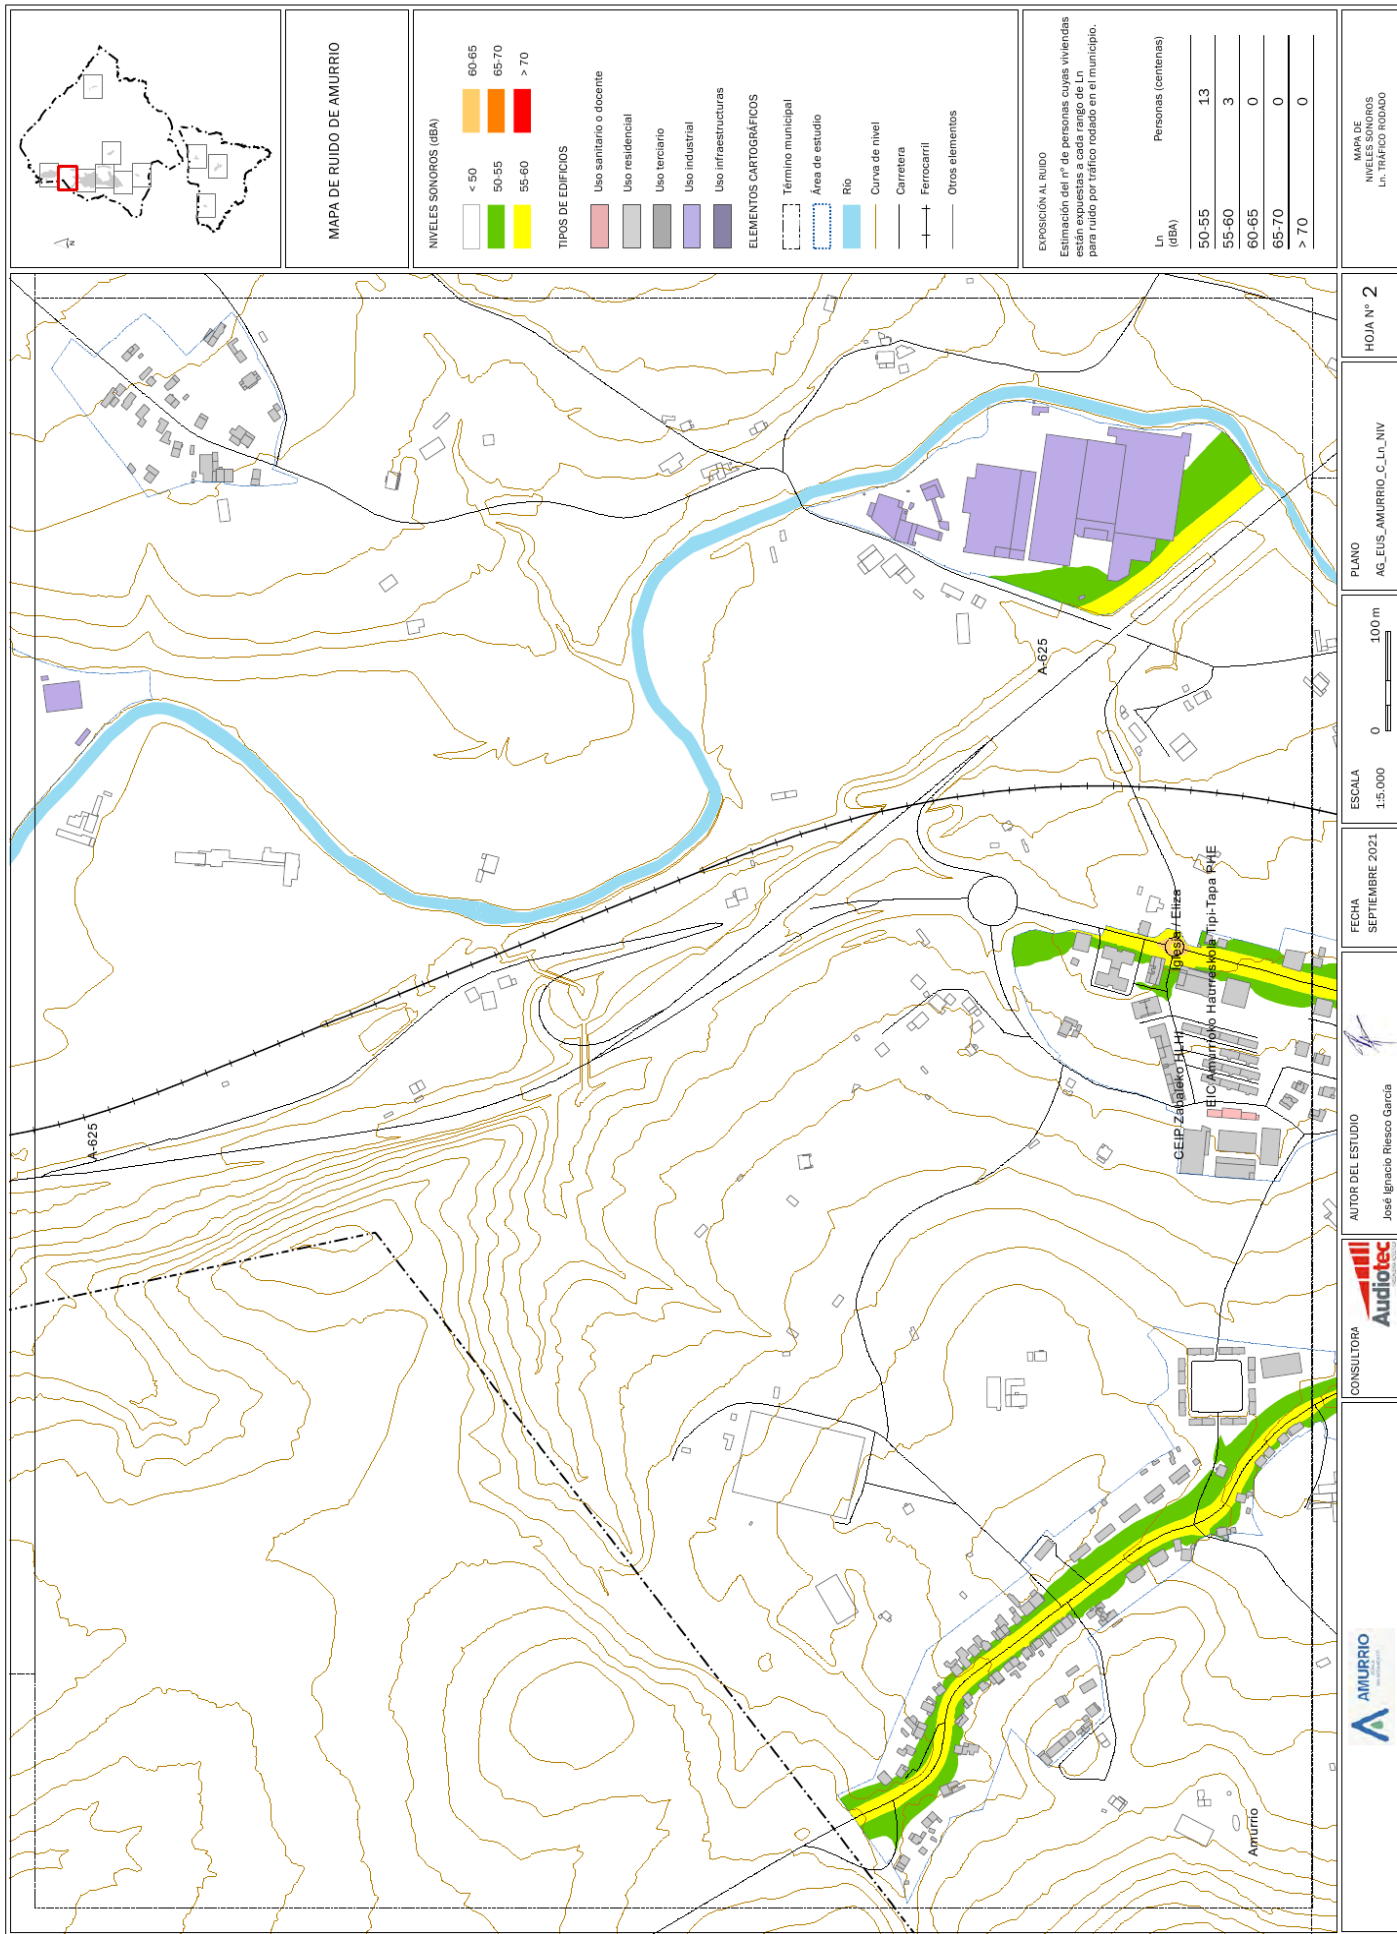 N
MAPA DE RUIDO DE AMURRIO
NIVELES SONOROS (dBA)
< 50
60-65
50-55
65-70
55-60
> 70
TIPOS DE EDIFICIOS
Uso sanitario o docente
Uso residencial
Uso terciario
Uso industrial
Uso infraestructuras
ELEMENTOS CARTOGRÁFICOS
Término municipal
Área de estudio
Río
Curva de nivel
Carretera
Ferrocarril
Otros elementos
EXPOSICIÓN AL RUIDO
Estimación del nº de personas cuyas viviendas
están expuestas a cada rango de Ln
para ruido por tráfico rodado en el municipio.
Ln
(dBA)
Personas (centenas)
50-55 13
55-60 3
60-65 0
65-70 0
> 70 0
MAPA DE
NIVELES SONOROS
Ln. TRÁFICO RODADO
A-625
A-625
Iglesia / Eliza
CEIP Zabaleko HLHI
EIC Amurrioko Haurreskola Tipi-Tapa PHE
Amurrio
AMURRIO
CONSULTORA
Audiotec
AUTOR DEL ESTUDIO
José Ignacio Riesco García
FECHA
SEPTIEMBRE 2021
ESCALA
1:5.000
0 100 m
PLANO
AG_EUS_AMURRIO_C_Ln_NIV
HOJA Nº 2